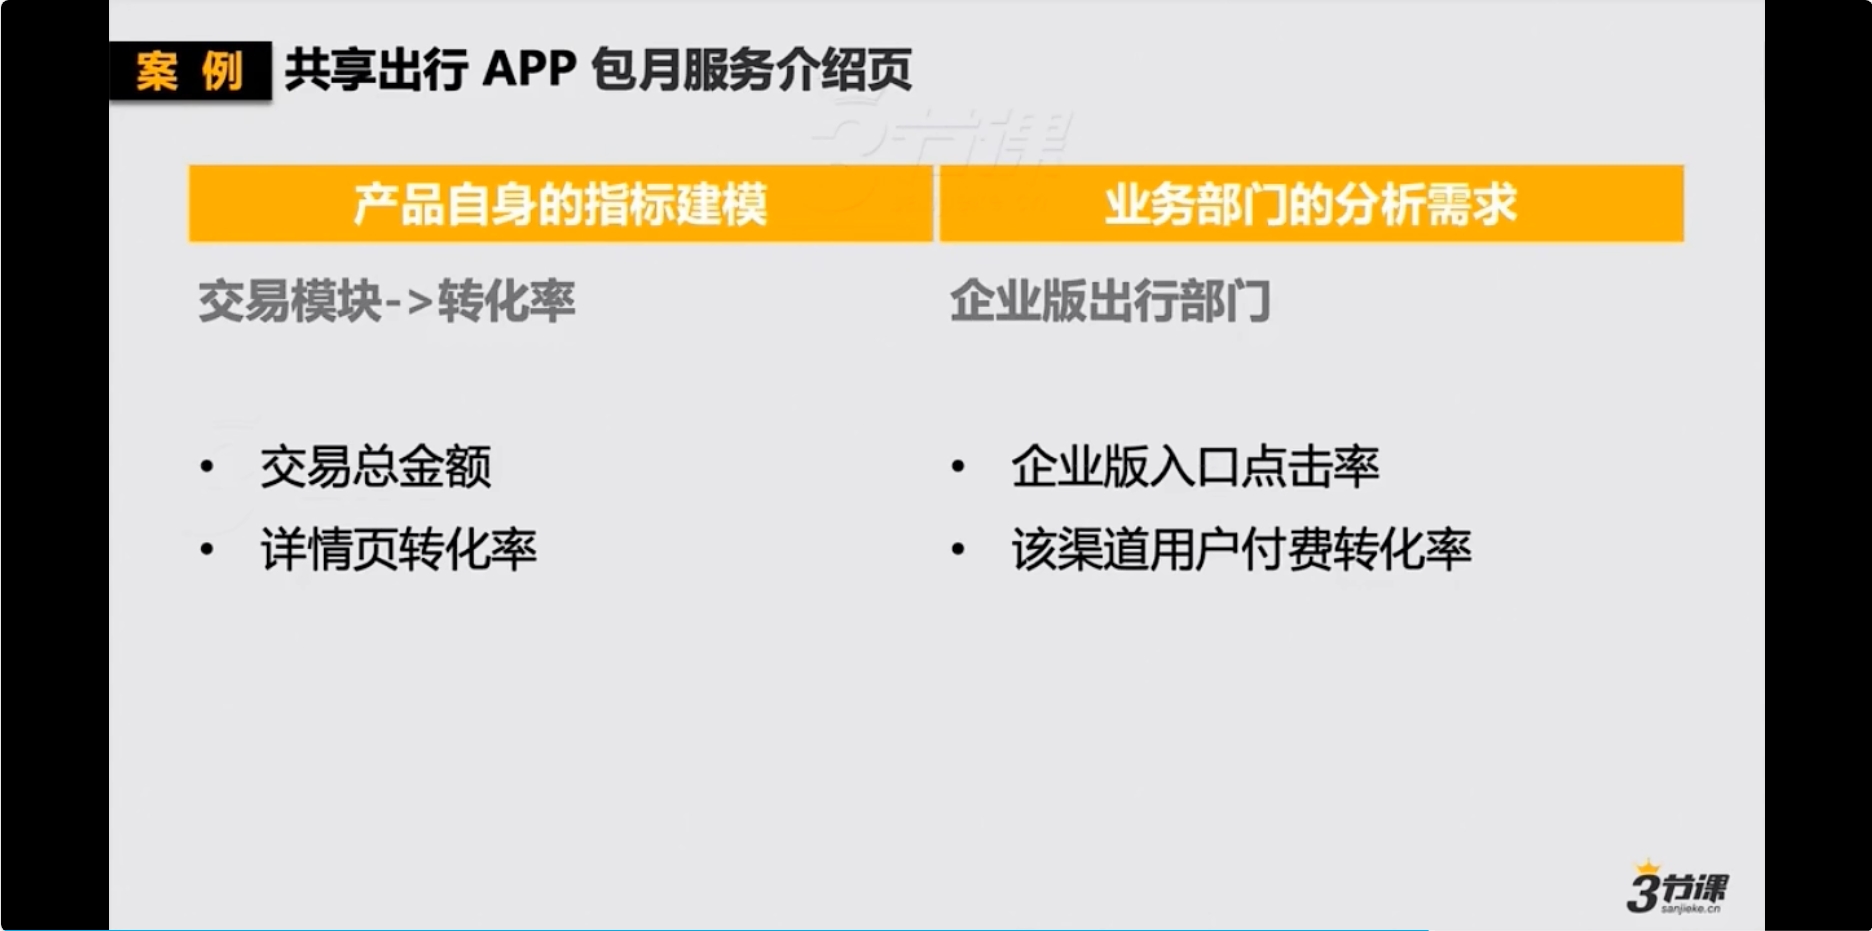 案 例 共享出行 APP 包月服务介绍页
3节课
产品自身的指标建模
业务部门的分析需求
交易模块->转化率
企业版出行部门
• 交易总金额
• 详情页转化率
• 企业版入口点击率
• 该渠道用户付费转化率
3节课
sanjieke.cn